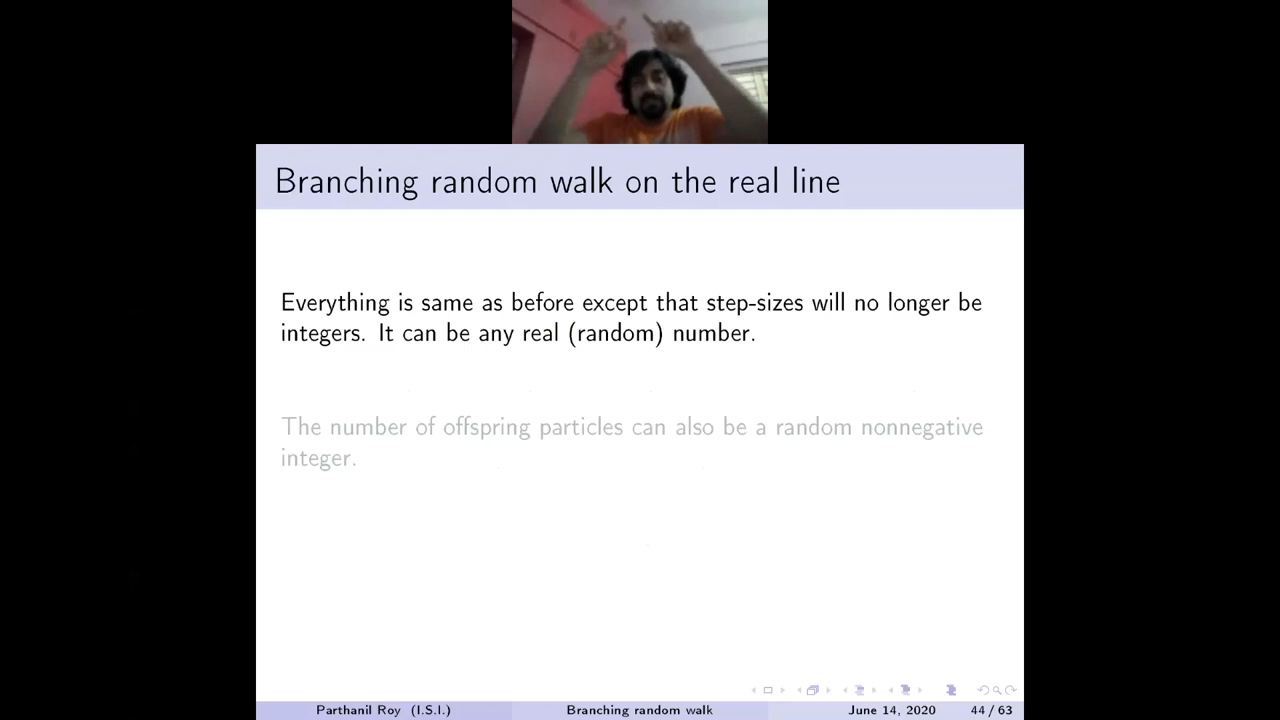 Branching random walk on the real line
Everything is same as before except that step-sizes will no longer be
integers. It can be any real (random) number.
The number of offspring particles can also be a random nonnegative
integer.
Parthanil Roy (I.S.I.) Branching random walk June 14, 2020 44 / 63